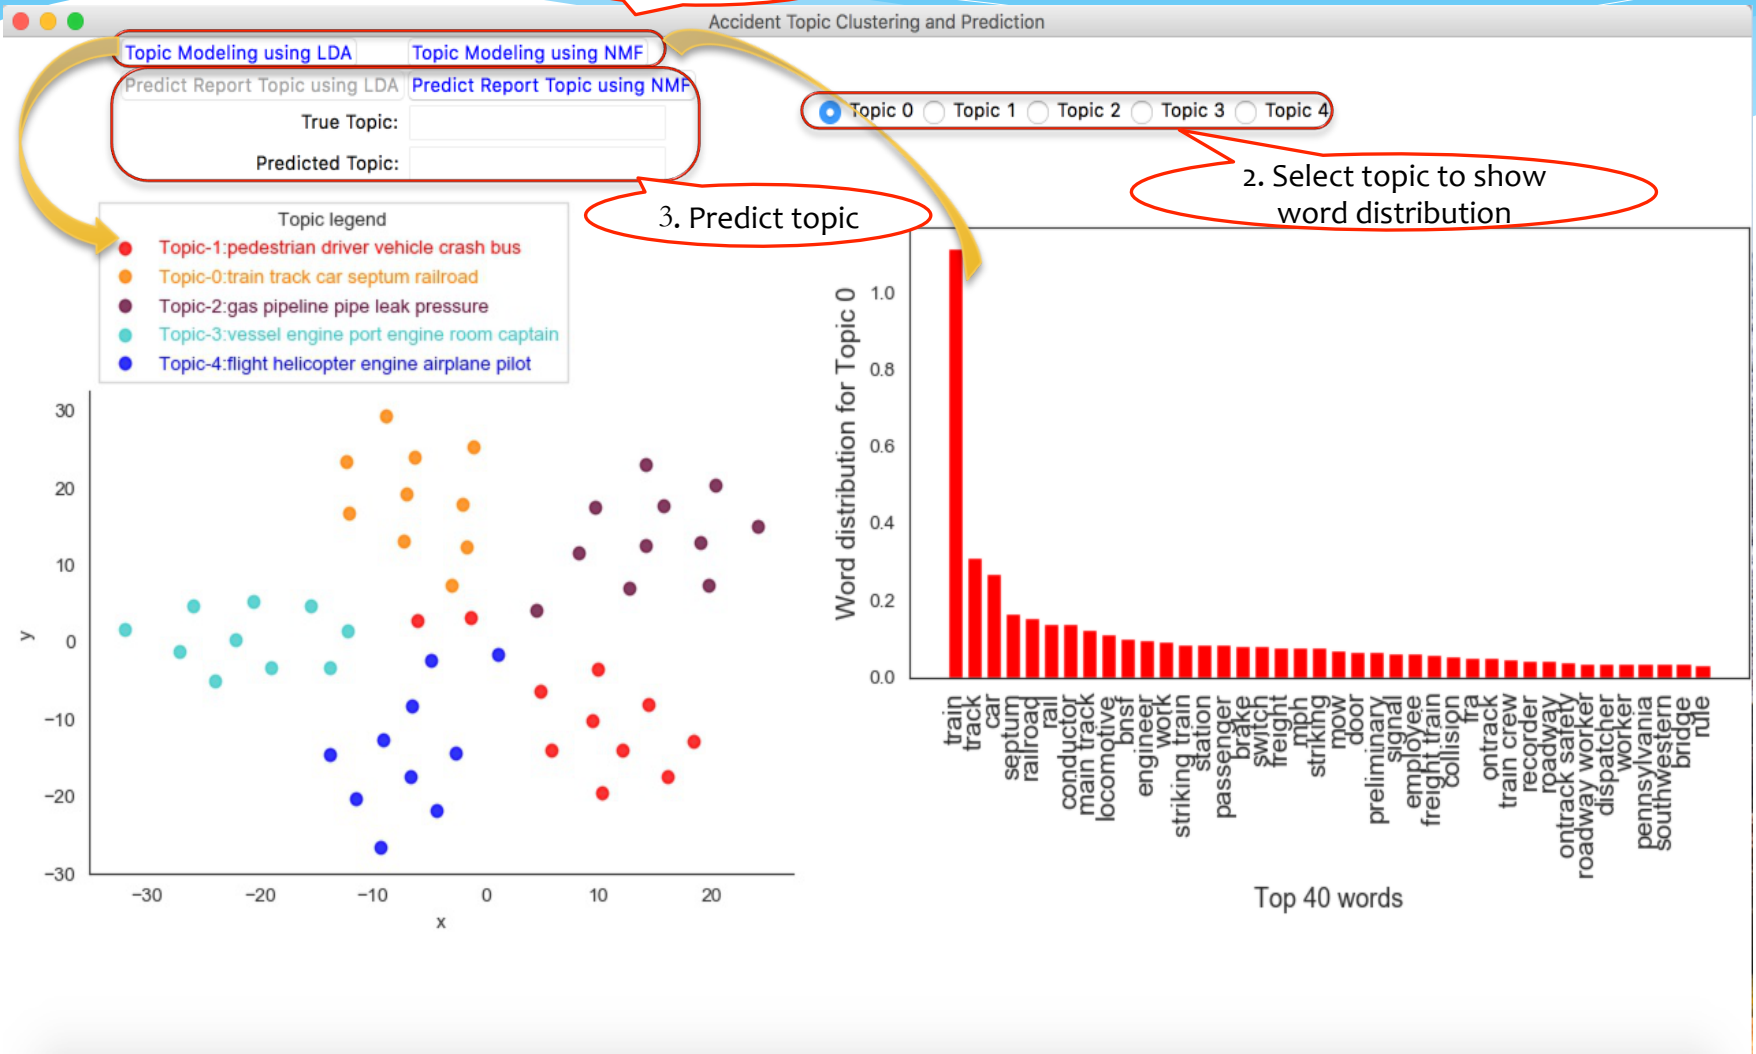 Accident Topic Clustering and Prediction
Topic Modeling using LDA
Topic Modeling using NMF
Predict Report Topic using LDA
Predict Report Topic using NMF
True Topic:
Predicted Topic:
Topic 0
Topic 1
Topic 2
Topic 3
Topic 4
2. Select topic to show
word distribution
3. Predict topic
Topic legend
Topic-1:pedestrian driver vehicle crash bus
Topic-0:train track car septum railroad
Topic-2:gas pipeline pipe leak pressure
Topic-3:vessel engine port engine room captain
Topic-4:flight helicopter engine airplane pilot
30
20
10
0
−10
−20
−30
y
−30
−20
−10
0
10
20
x
Word distribution for Topic 0
1.0
0.8
0.6
0.4
0.2
0.0
train
track
car
septum
railroad
rail
conductor
main track
locomotive
bnsf
engineer
work
striking train
station
passenger
brake
switch
freight
mph
striking
mow
door
preliminary
signal
employee
freight train
collision
fra
ontrack
train crew
recorder
roadway
ontrack safety
roadway worker
dispatcher
worker
pennsylvania
southwestern
bridge
rule
Top 40 words